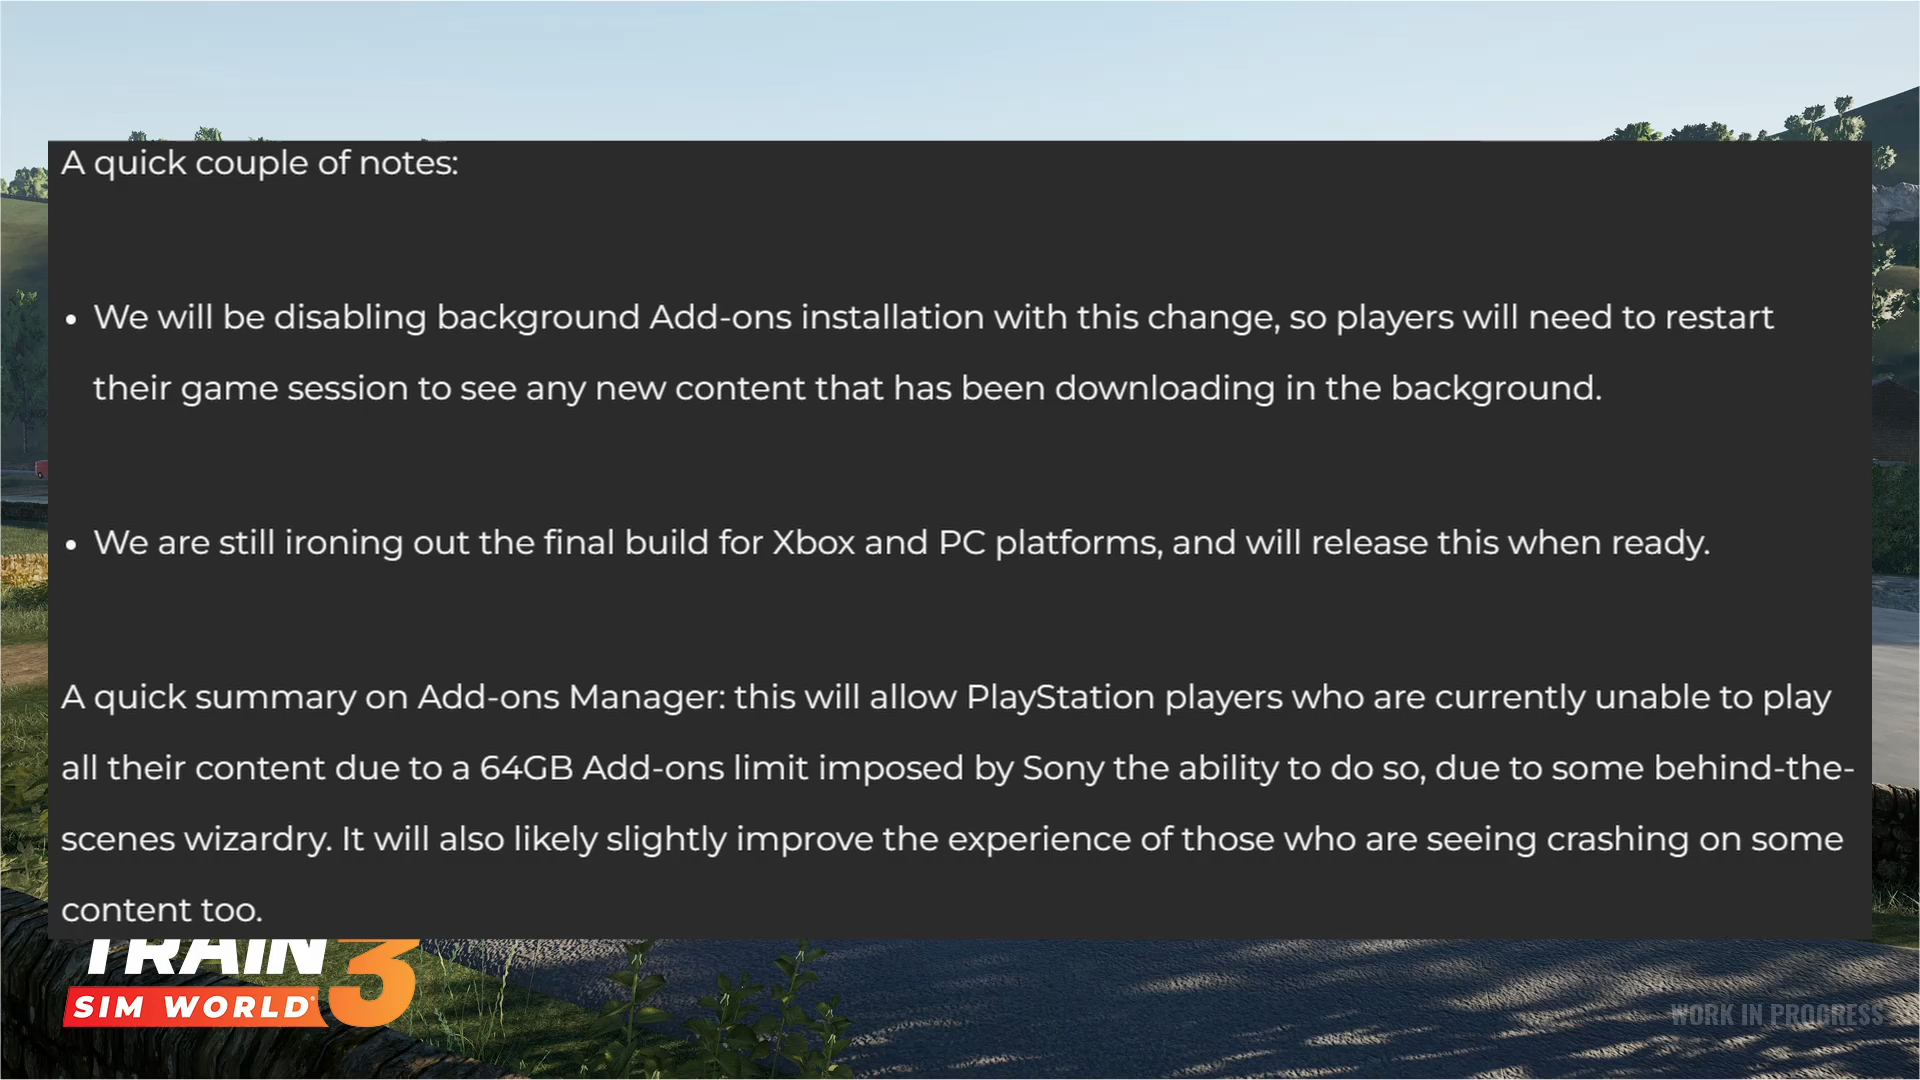 A quick couple of notes:
• We will be disabling background Add-ons installation with this change, so players will need to restart
their game session to see any new content that has been downloading in the background.
• We are still ironing out the final build for Xbox and PC platforms, and will release this when ready.
A quick summary on Add-ons Manager: this will allow PlayStation players who are currently unable to play
all their content due to a 64GB Add-ons limit imposed by Sony the ability to do so, due to some behind-the-
scenes wizardry. It will also likely slightly improve the experience of those who are seeing crashing on some
content too.
TRAIN 3
SIM WORLD
WORK IN PROGRESS